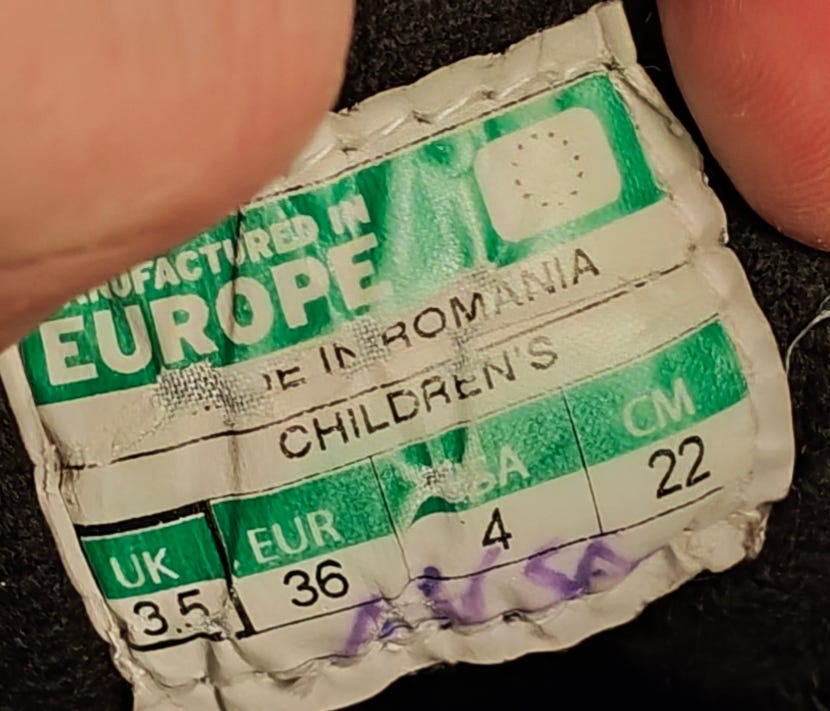 MANUFACTURED IN
EUROPE
MADE IN ROMANIA
CHILDREN'S
UK EUR USA CM
3.5 36 4 22